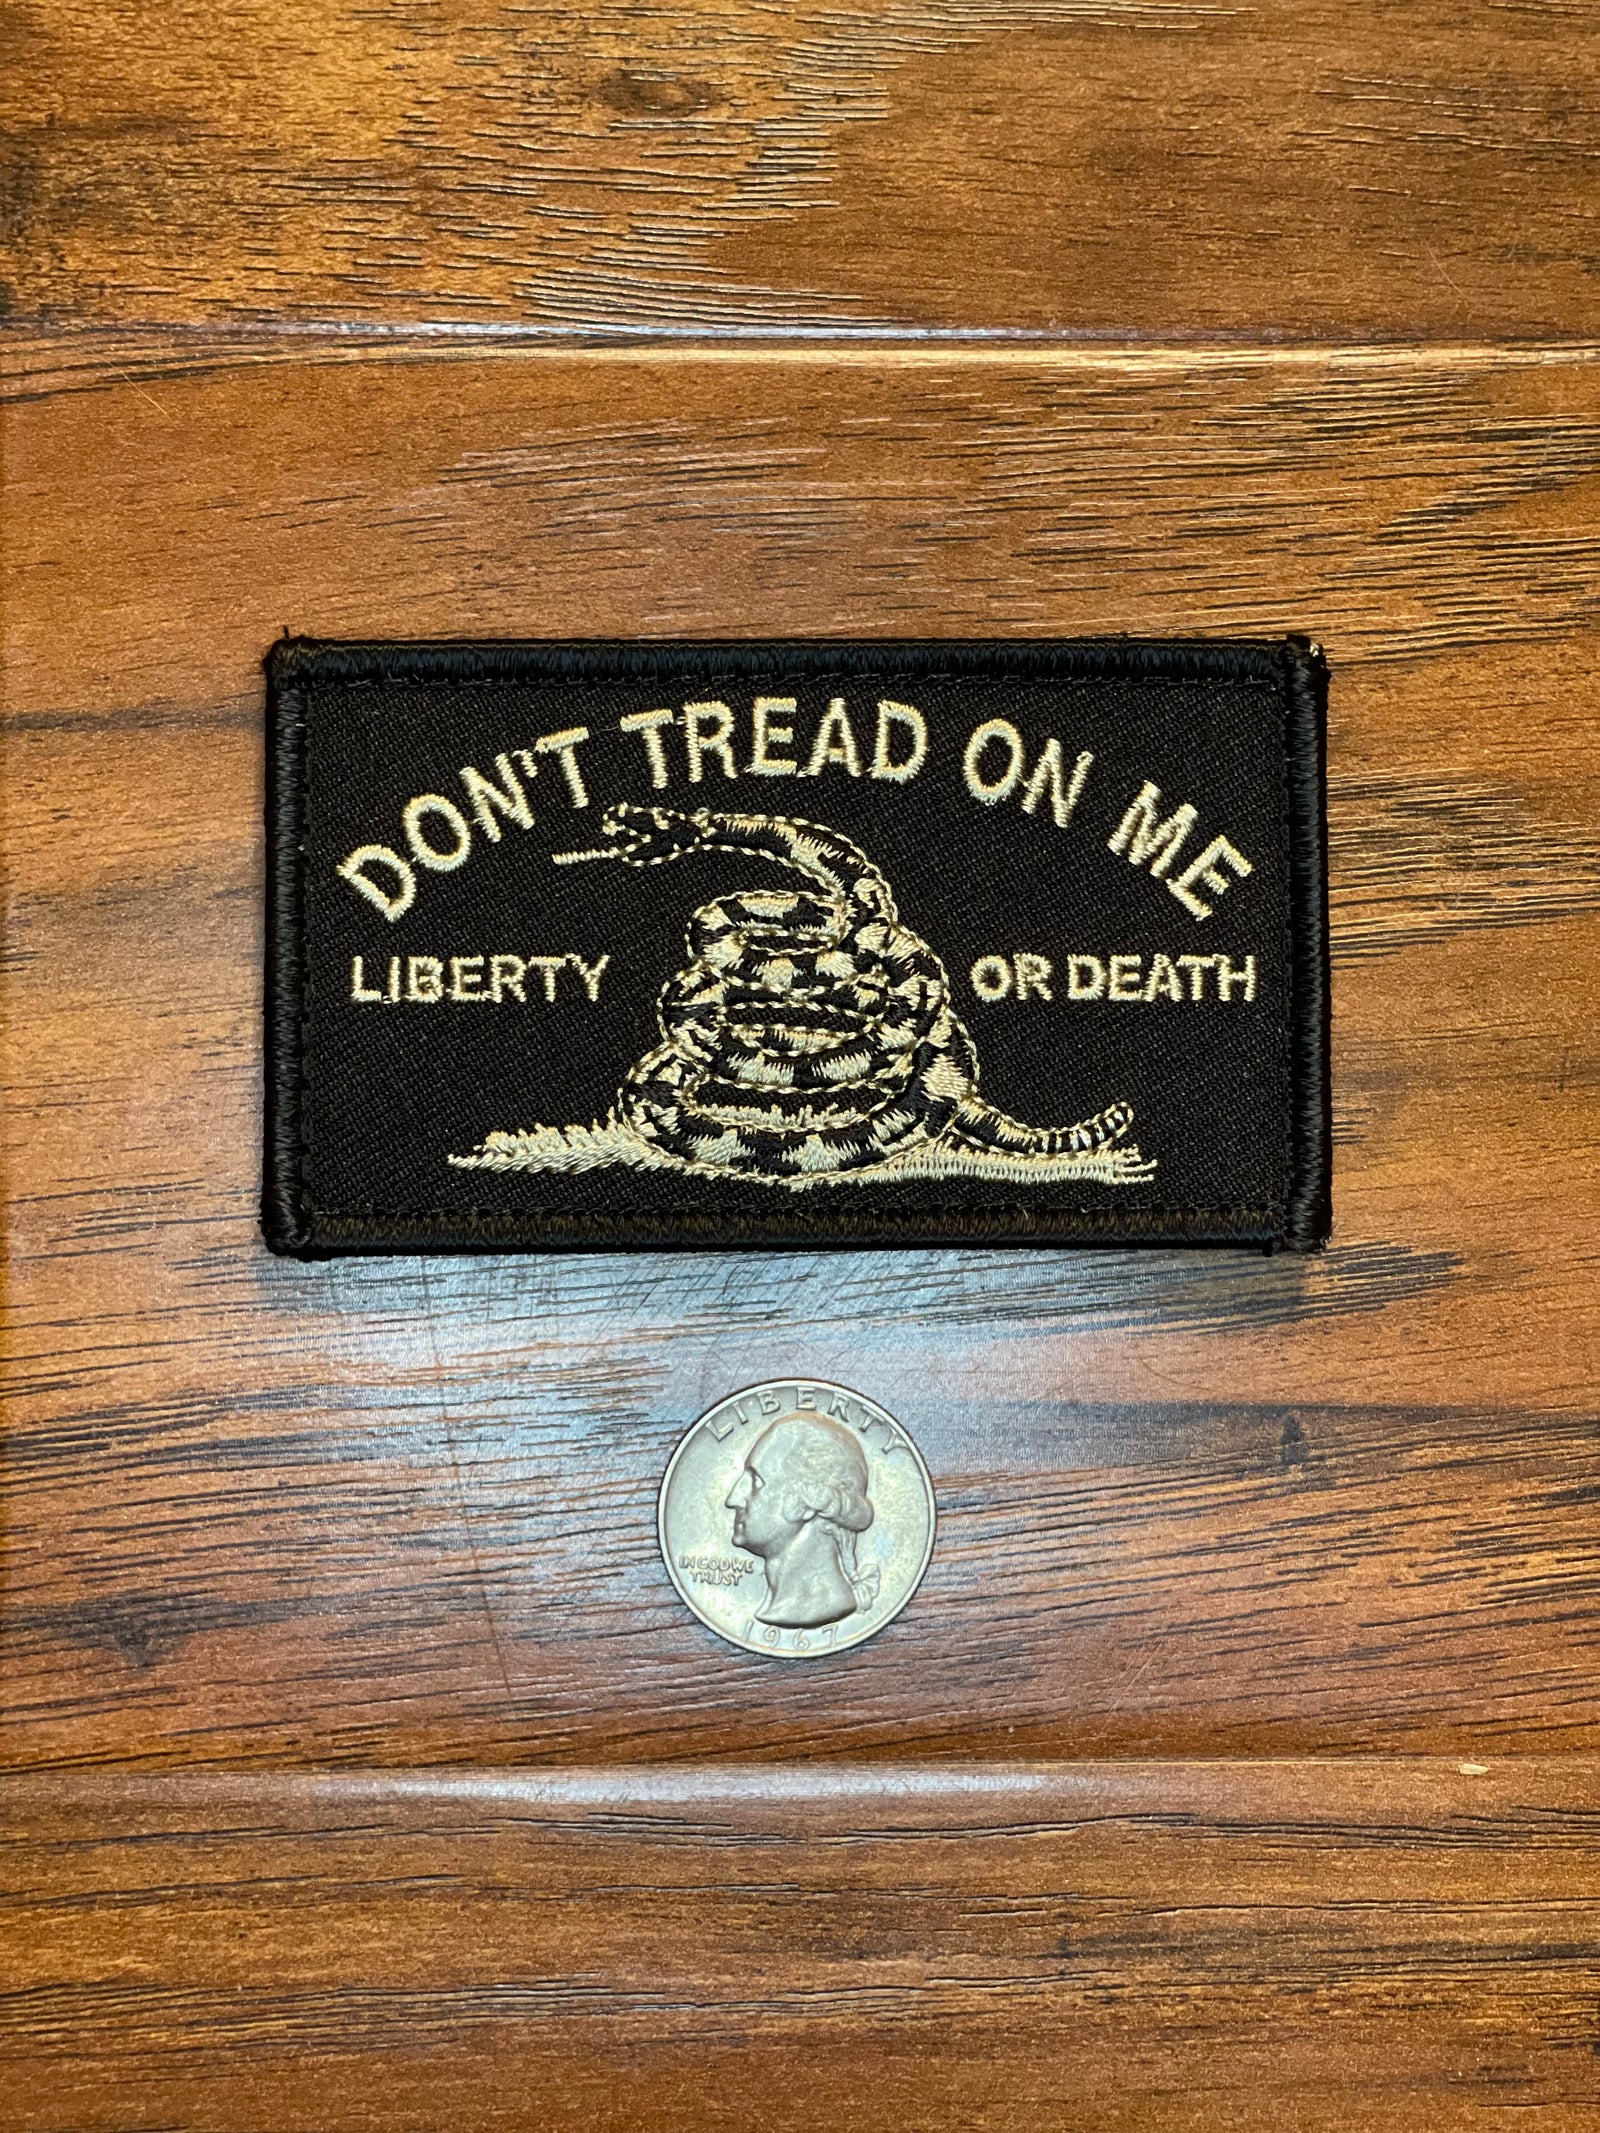 DON'T TREAD ON ME
LIBERTY OR DEATH
LIBERTY
IN GOD WE
TRUST
1967